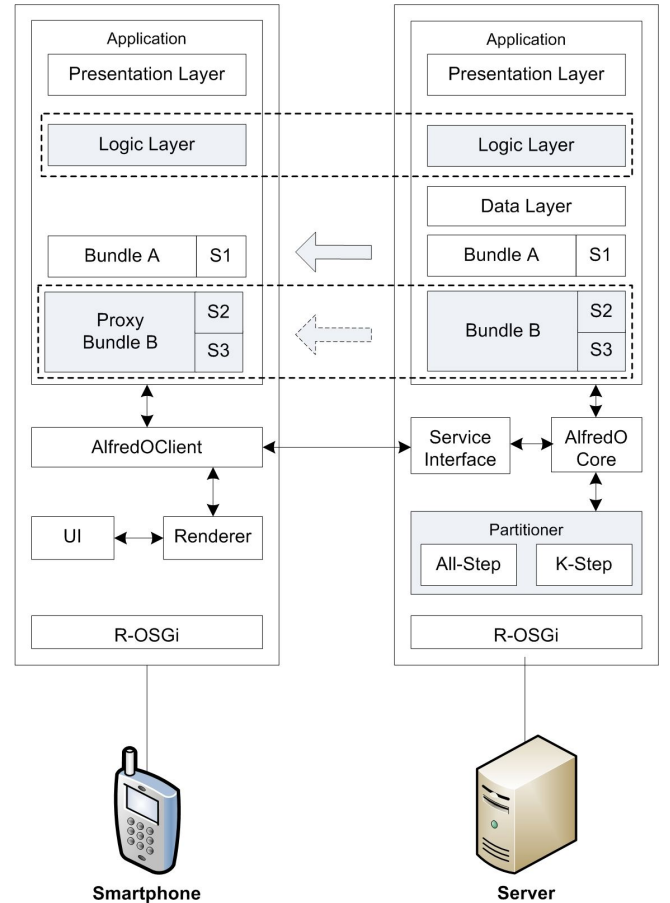 Application
Presentation Layer
Logic Layer
Bundle A
S1
Proxy
Bundle B
S2
S3
AlfredOClient
UI
Renderer
R-OSGi
Smartphone
Application
Presentation Layer
Logic Layer
Data Layer
Bundle A
S1
Bundle B
S2
S3
Service
Interface
AlfredO
Core
Partitioner
All-Step
K-Step
R-OSGi
Server